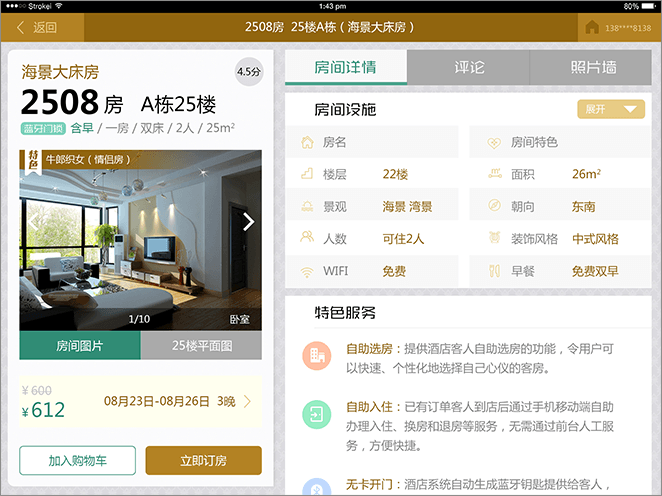 Strokei 1:43 pm 80%
返回 2508房 25楼A栋（海景大床房） 138****8138
海景大床房 4.5分
2508房 A栋25楼
蓝牙门锁 含早 / 一房 / 双床 / 2人 / 25m²
特色 牛郎织女（情侣房）
1/10 卧室
房间图片 25楼平面图
￥600
￥612
08月23日-08月26日 3晚
加入购物车 立即订房
房间详情 评论 照片墙
房间设施 展开
房名 房间特色
楼层 22楼 面积 26m²
景观 海景 湾景 朝向 东南
人数 可住2人 装饰风格 中式风格
WIFI 免费 早餐 免费双早
特色服务
自助选房：提供酒店客人自助选房的功能，令用户可
以快速、个性化地选择自己心仪的客房。
自助入住：已有订单客人到店后通过手机移动端自助
办理入住、换房和退房等服务，无需通过前台人工服
务，方便快捷。
无卡开门：酒店系统自动生成蓝牙钥匙提供给客人，